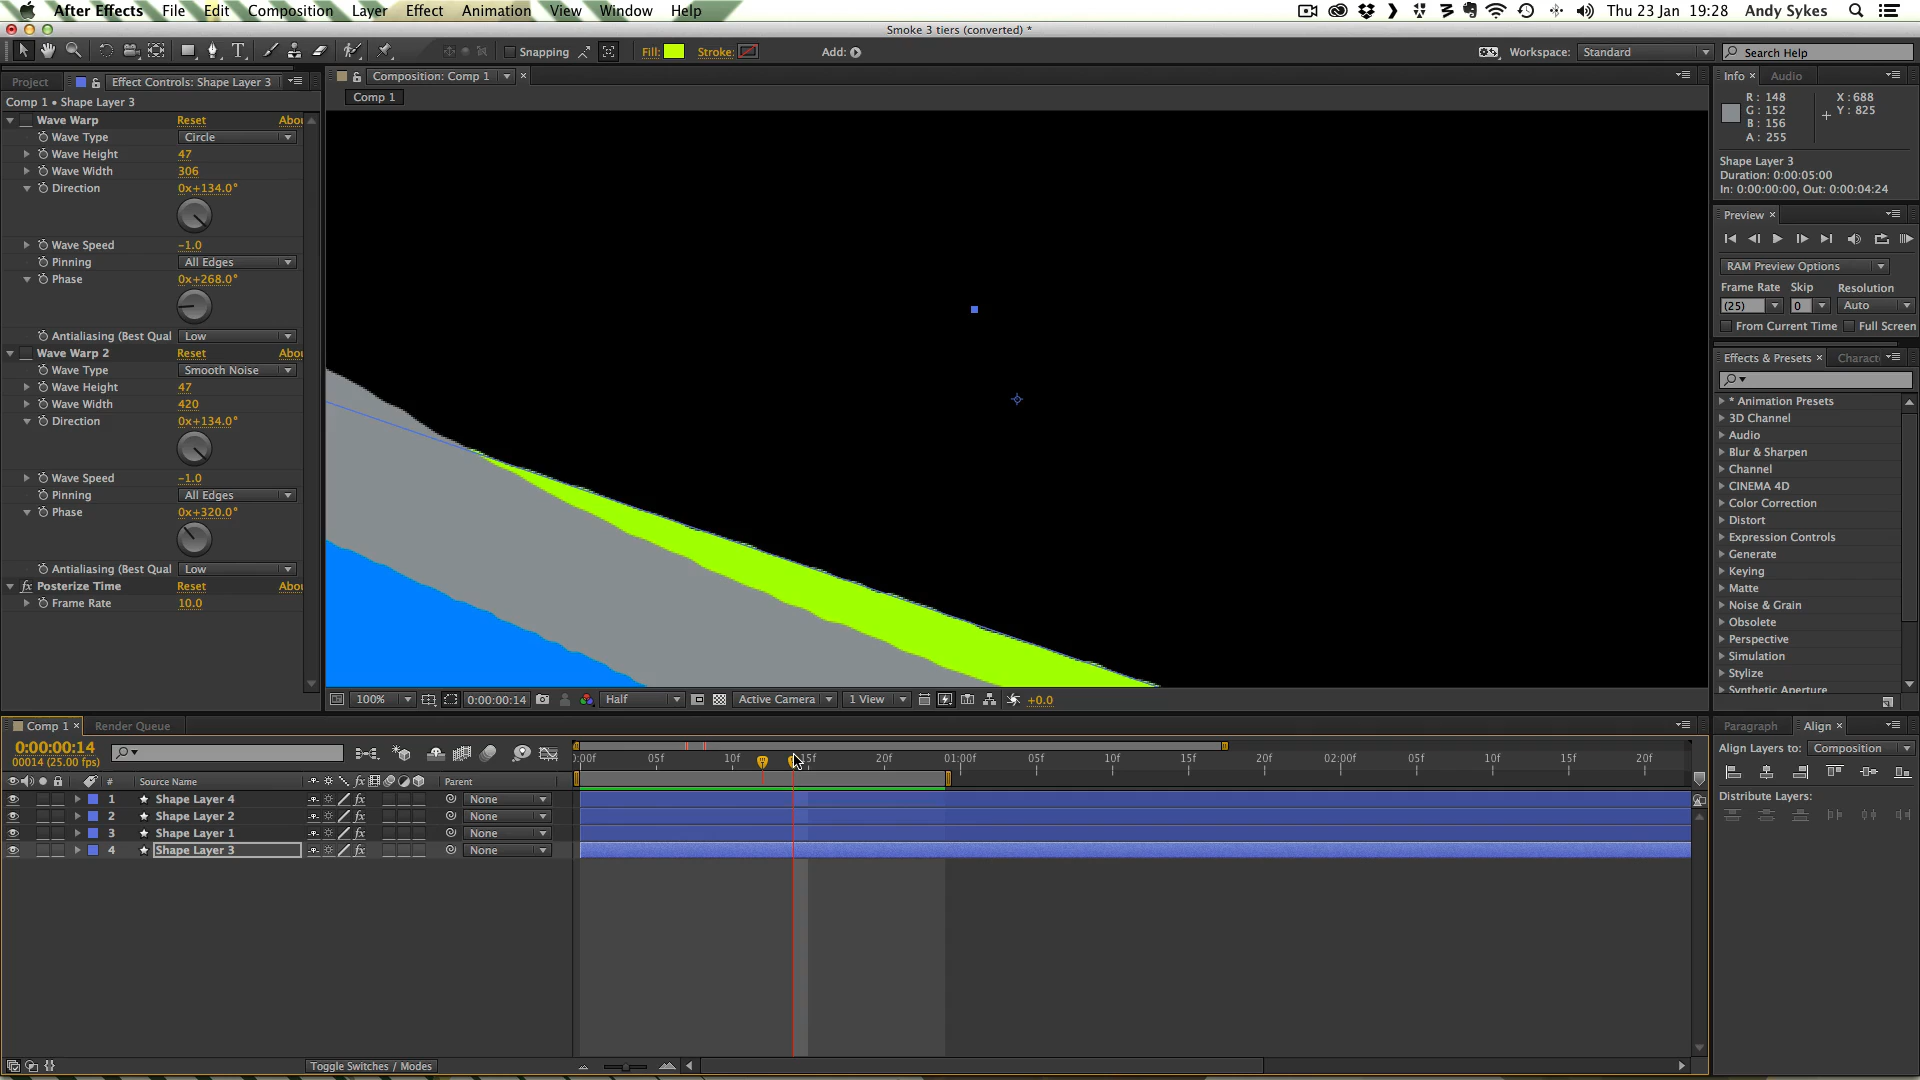 After Effects File Edit Composition Layer Effect Animation View Window Help Thu 23 Jan 19:28 Andy Sykes
Smoke 3 tiers (converted) *
Snapping Fill: Stroke: Add: Workspace: Standard Search Help
Project Effect Controls: Shape Layer 3
Comp 1 • Shape Layer 3
Wave Warp Reset Abou
Wave Type Circle
Wave Height 47
Wave Width 306
Direction 0x+134.0°
Wave Speed -1.0
Pinning All Edges
Phase 0x+268.0°
Antialiasing (Best Qual Low
Wave Warp 2 Reset Abou
Wave Type Smooth Noise
Wave Height 47
Wave Width 420
Direction 0x+134.0°
Wave Speed -1.0
Pinning All Edges
Phase 0x+320.0°
Antialiasing (Best Qual Low
fx Posterize Time Reset Abou
Frame Rate 10.0
Composition: Comp 1
Comp 1
100% 0:00:00:14 Half Active Camera 1 View +0.0
Info Audio
R: 148 X: 688
G: 152 Y: 825
B: 156
A: 255
Shape Layer 3
Duration: 0:00:05:00
In: 0:00:00:00, Out: 0:00:04:24
Preview
RAM Preview Options
Frame Rate Skip Resolution
(25) 0 Auto
From Current Time Full Screen
Effects & Presets Charact
* Animation Presets
3D Channel
Audio
Blur & Sharpen
Channel
CINEMA 4D
Color Correction
Distort
Expression Controls
Generate
Keying
Matte
Noise & Grain
Obsolete
Perspective
Simulation
Stylize
Synthetic Aperture
Comp 1 Render Queue
0:00:00:14
00014 (25.00 fps)
:00f 05f 10f 15f 20f 01:00f 05f 10f 15f 20f 02:00f 05f 10f 15f 20f
# Source Name fx Parent
1 Shape Layer 4 fx None
2 Shape Layer 2 fx None
3 Shape Layer 1 fx None
4 Shape Layer 3 fx None
Toggle Switches / Modes
Paragraph Align
Align Layers to: Composition
Distribute Layers: